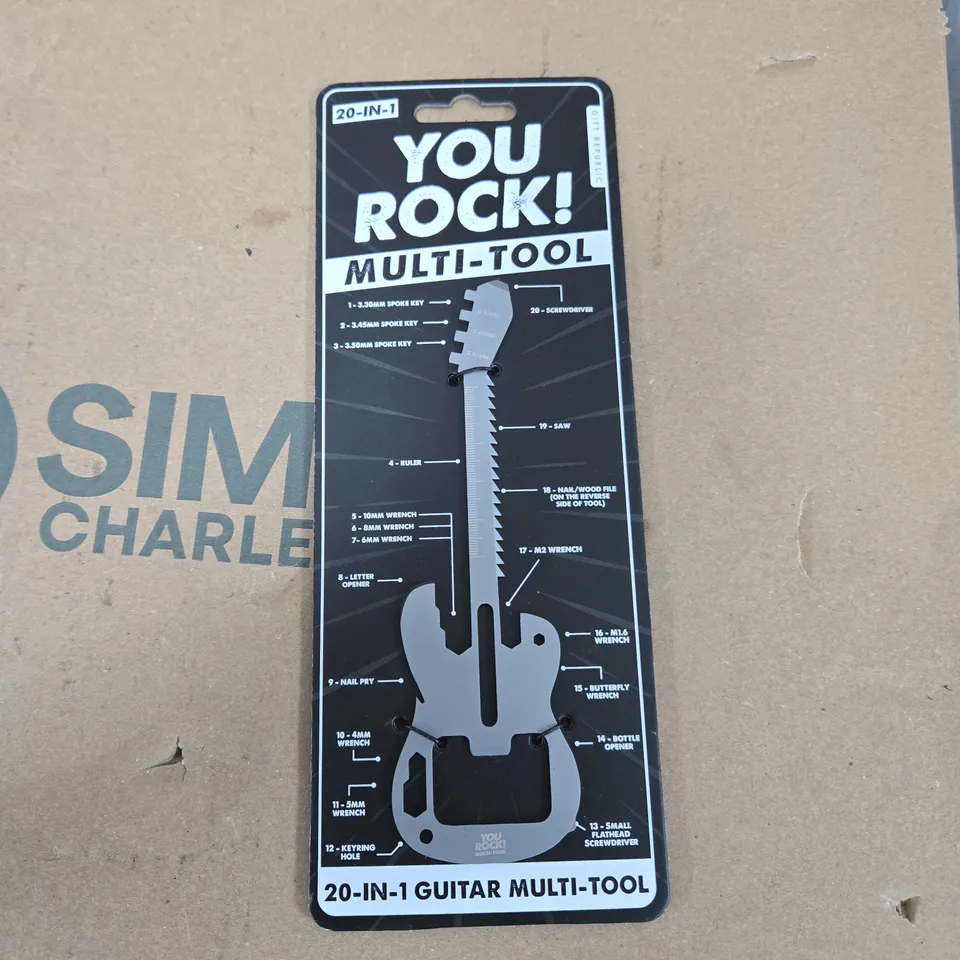 20-IN-1
Gift REPUBLIC
YOU
ROCK!
MULTI-TOOL
1 - 3.30MM SPOKE KEY
2 - 3.45MM SPOKE KEY
3 - 3.50MM SPOKE KEY
20 - SCREWDRIVER
19 - SAW
4 - RULER
18 - NAIL/WOOD FILE
(ON THE REVERSE
SIDE OF TOOL)
5 - 10MM WRENCH
6 - 8MM WRENCH
7- 6MM WRENCH
17 - M2 WRENCH
8 - LETTER
OPENER
16 - M1.6
WRENCH
9 - NAIL PRY
15 - BUTTERFLY
WRENCH
10 - 4MM
WRENCH
14 - BOTTLE
OPENER
11 - 5MM
WRENCH
13 - SMALL
FLATHEAD
SCREWDRIVER
12 - KEYRING
HOLE
YOU
ROCK!
MULTI-TOOL
20-IN-1 GUITAR MULTI-TOOL
SIM
CHARLE